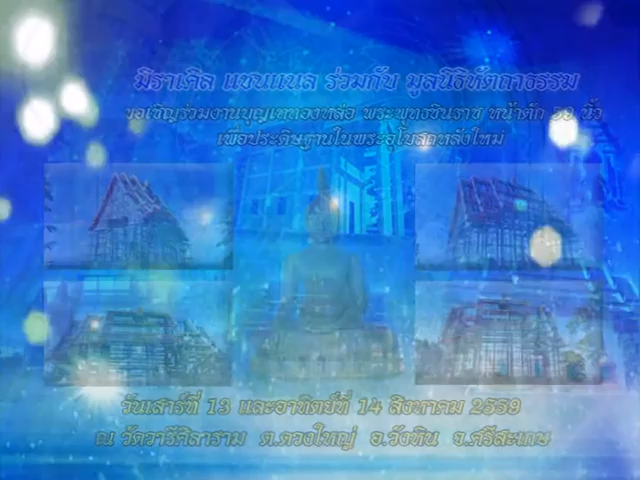 มิราเคิล แชนแนล ร่วมกับ มูลนิธิหัตถาธรรม
ขอเชิญร่วมงานบุญเททองหล่อ พระพุทธชินราช หน้าตัก 59 นิ้ว
เพื่อประดิษฐานในพระอุโบสถหลังใหม่
วันเสาร์ที่ 13 และอาทิตย์ที่ 14 สิงหาคม 2559
ณ วัดวารีศิลาราม ต.ดวนใหญ่ อ.วังหิน จ.ศรีสะเกษ